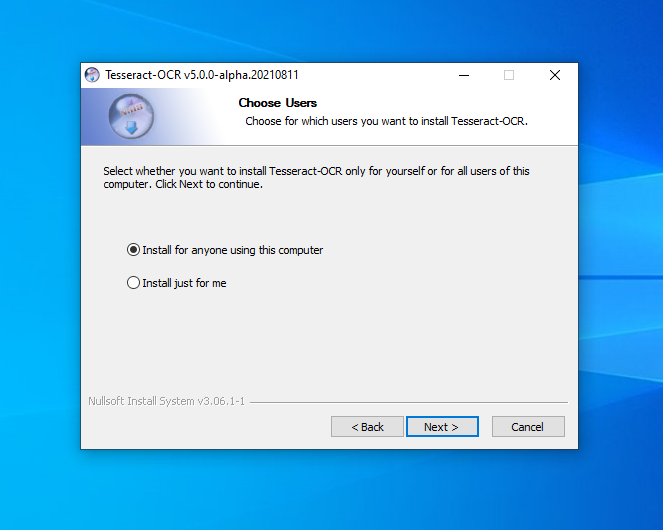 Tesseract-OCR v5.0.0-alpha.20210811
Choose Users
Choose for which users you want to install Tesseract-OCR.
Select whether you want to install Tesseract-OCR only for yourself or for all users of this
computer. Click Next to continue.
Install for anyone using this computer
Install just for me
Nullsoft Install System v3.06.1-1
< Back Next > Cancel